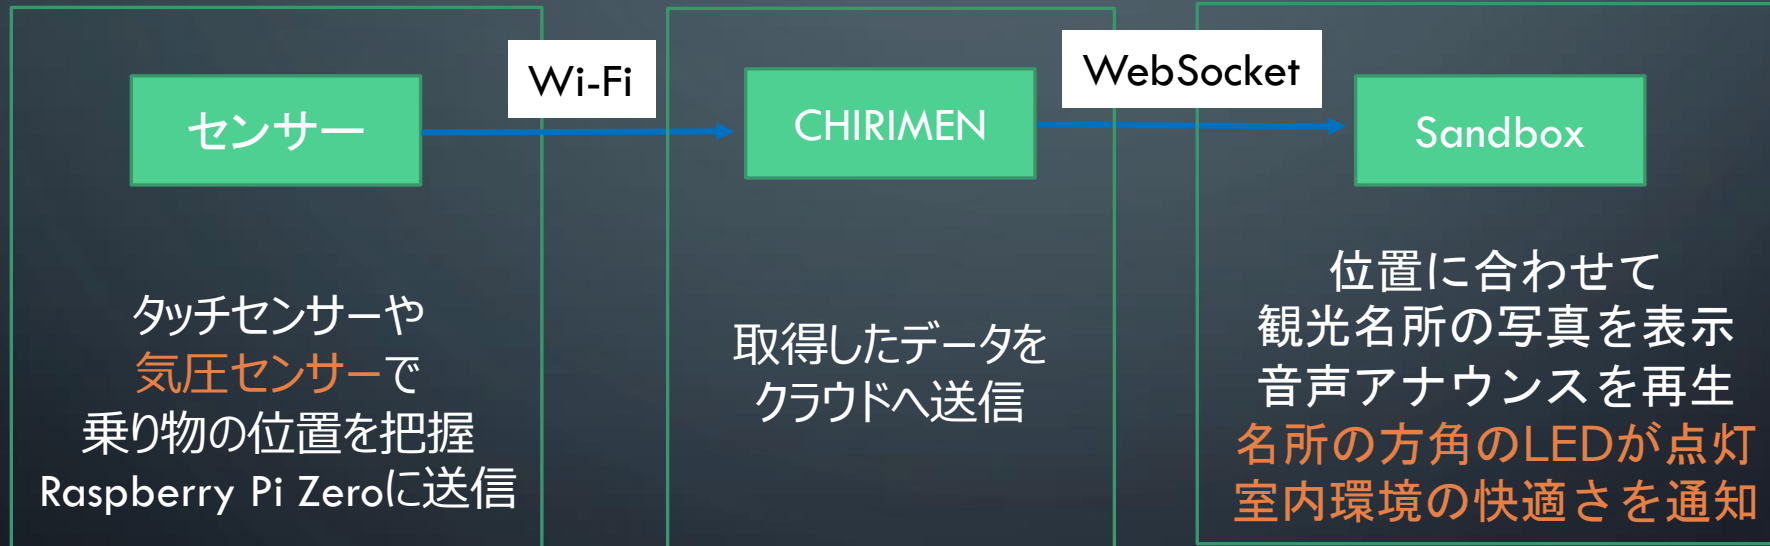 センサー
Wi-Fi
CHIRIMEN
WebSocket
Sandbox
タッチセンサーや
気圧センサーで
乗り物の位置を把握
Raspberry Pi Zeroに送信
取得したデータを
クラウドへ送信
位置に合わせて
観光名所の写真を表示
音声アナウンスを再生
名所の方角のLEDが点灯
室内環境の快適さを通知